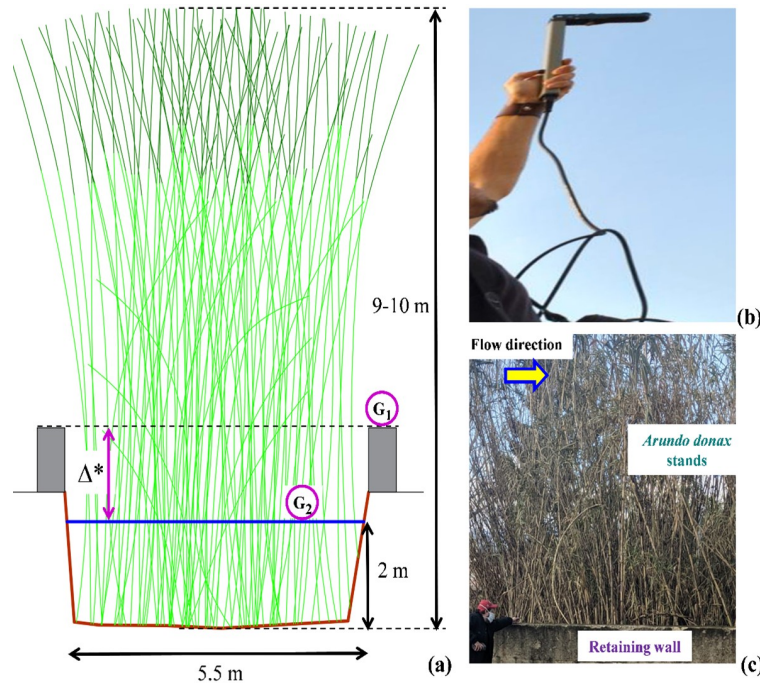 G1
Δ*
G2
9-10 m
2 m
5.5 m
(a)
(b)
Flow direction
Arundo donax
stands
Retaining wall
(c)